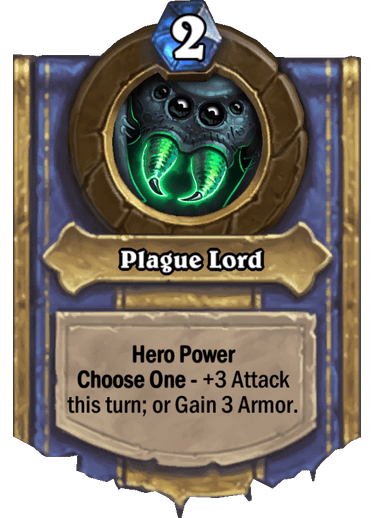 2
Plague Lord
Hero Power
Choose One - +3 Attack
this turn; or Gain 3 Armor.